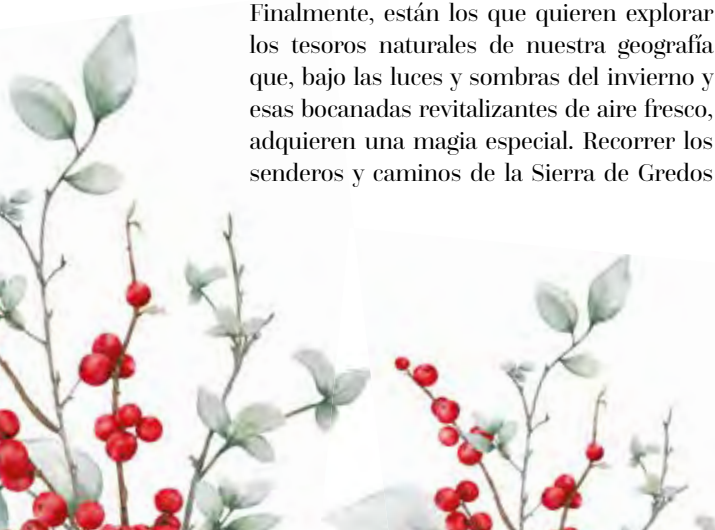 Finalmente, están los que quieren explorar
los tesoros naturales de nuestra geografía
que, bajo las luces y sombras del invierno y
esas bocanadas revitalizantes de aire fresco,
adquieren una magia especial. Recorrer los
senderos y caminos de la Sierra de Gredos